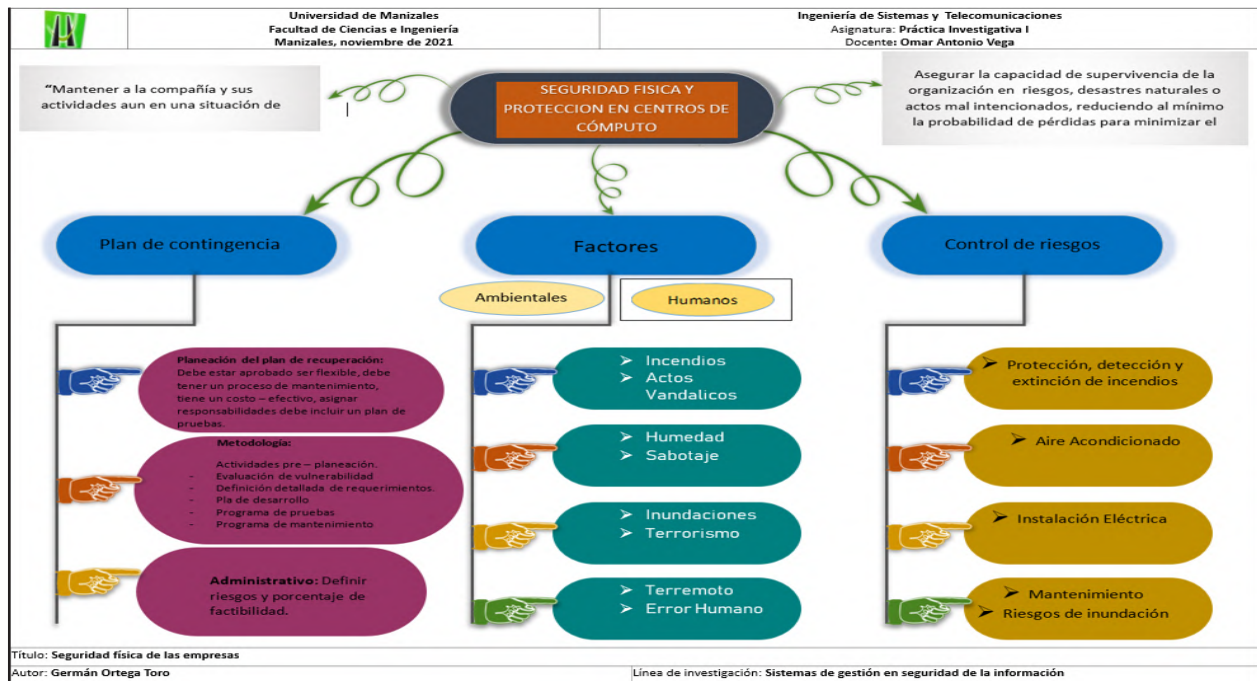 Universidad de Manizales
Facultad de Ciencias e Ingeniería
Manizales, noviembre de 2021
Ingeniería de Sistemas y Telecomunicaciones
Asignatura: Práctica Investigativa I
Docente: Omar Antonio Vega
“Mantener a la compañía y sus
actividades aun en una situación de
SEGURIDAD FISICA Y
PROTECCION EN CENTROS DE
CÓMPUTO
Asegurar la capacidad de supervivencia de la
organización en riesgos, desastres naturales o
actos mal intencionados, reduciendo al mínimo
la probabilidad de pérdidas para minimizar el
Plan de contingencia
Planeación del plan de recuperación:
Debe estar aprobado ser flexible, debe
tener un proceso de mantenimiento,
tiene un costo – efectivo, asignar
responsabilidades debe incluir un plan de
pruebas.
Metodología:
Actividades pre – planeación.
- Evaluación de vulnerabilidad
- Definición detallada de requerimientos.
- Pla de desarrollo
- Programa de pruebas
- Programa de mantenimiento
Administrativo: Definir
riesgos y porcentaje de
factibilidad.
Factores
Ambientales
Humanos
➢ Incendios
➢ Actos
Vandalicos
➢ Humedad
➢ Sabotaje
➢ Inundaciones
➢ Terrorismo
➢ Terremoto
➢ Error Humano
Control de riesgos
➢ Protección, detección y
extinción de incendios
➢ Aire Acondicionado
➢ Instalación Eléctrica
➢ Mantenimiento
➢ Riesgos de inundación
Título: Seguridad física de las empresas
Autor: Germán Ortega Toro
Línea de investigación: Sistemas de gestión en seguridad de la información